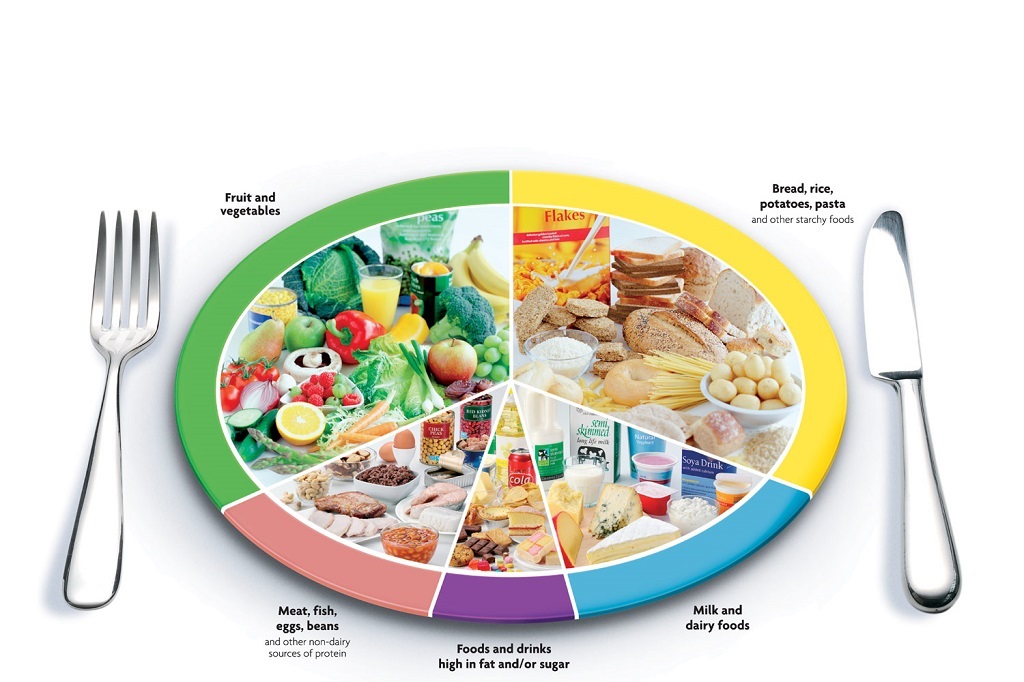 Fruit and
vegetables
Bread, rice,
potatoes, pasta
and other starchy foods
peas
Flakes
CHICK
PEAS
RED KIDNEY
BEANS
cola
semi
skimmed
long life milk
Natural
Soya Drink
Meat, fish,
eggs, beans
and other non-dairy
sources of protein
Foods and drinks
high in fat and/or sugar
Milk and
dairy foods